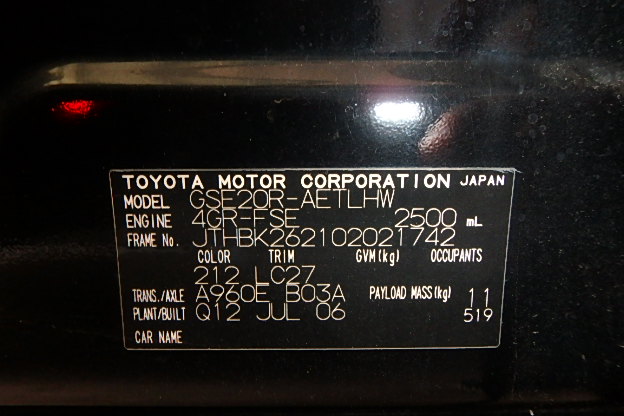 TOYOTA MOTOR CORPORATION JAPAN
MODEL GSE20R-AETLHW
ENGINE 4GR-FSE 2500 mL
FRAME No. JTHBK262102021742
COLOR TRIM GVM(kg) OCCUPANTS
212 LC27
TRANS./AXLE A960E B03A PAYLOAD MASS(kg) 11
PLANT/BUILT Q12 JUL 06 519
CAR NAME